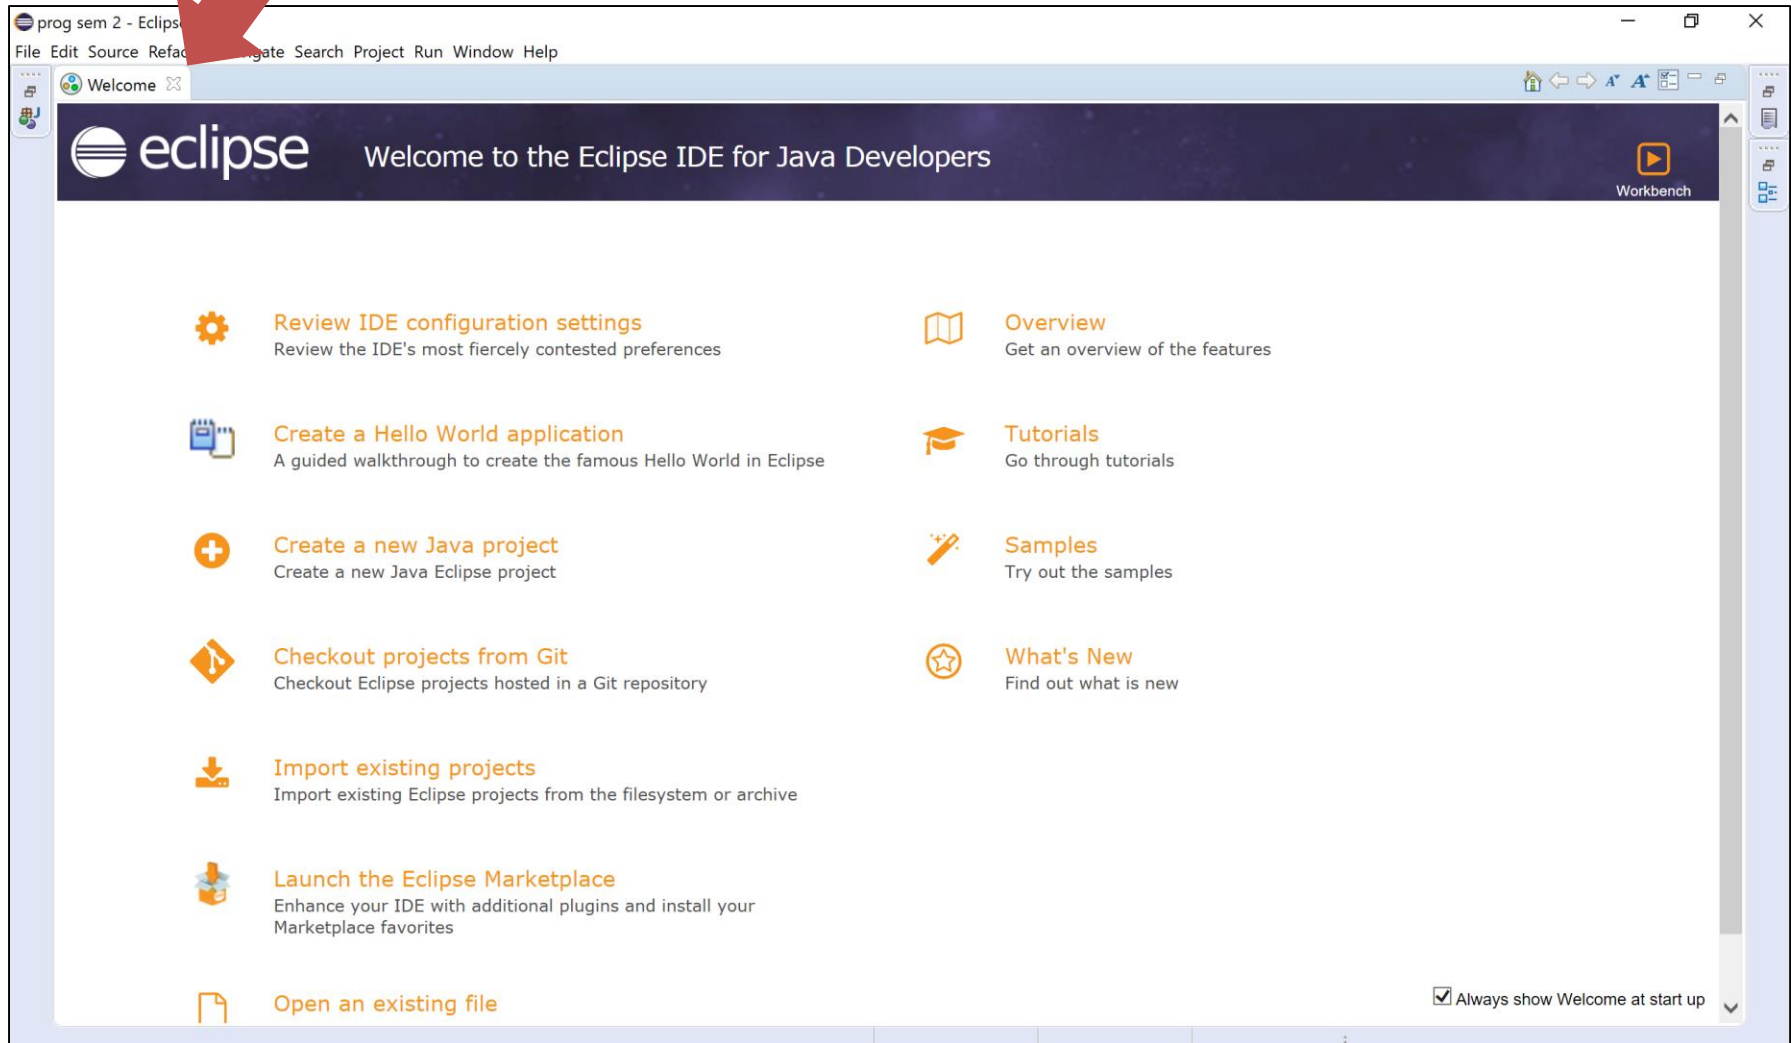 prog sem 2 - Eclipse
File Edit Source Refac gate Search Project Run Window Help
Welcome
eclipse
Welcome to the Eclipse IDE for Java Developers
Workbench
Review IDE configuration settings
Review the IDE's most fiercely contested preferences
Create a Hello World application
A guided walkthrough to create the famous Hello World in Eclipse
Create a new Java project
Create a new Java Eclipse project
Checkout projects from Git
Checkout Eclipse projects hosted in a Git repository
Import existing projects
Import existing Eclipse projects from the filesystem or archive
Launch the Eclipse Marketplace
Enhance your IDE with additional plugins and install your
Marketplace favorites
Open an existing file
Overview
Get an overview of the features
Tutorials
Go through tutorials
Samples
Try out the samples
What's New
Find out what is new
Always show Welcome at start up